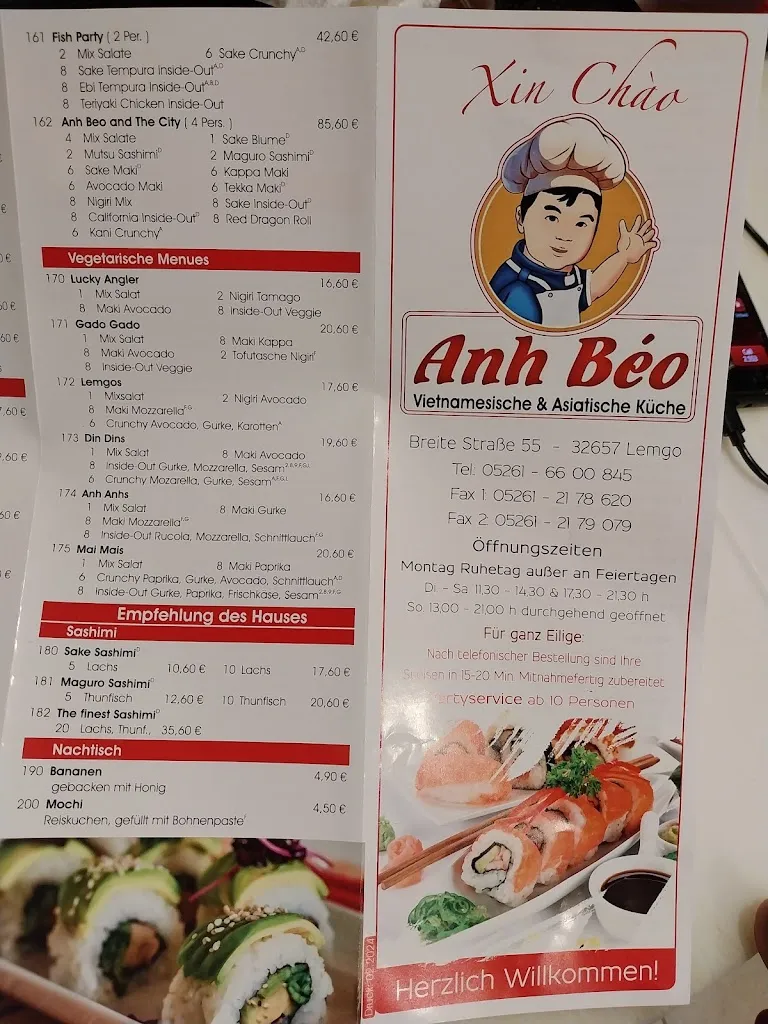 161 Fish Party ( 2 Per. ) 42,60 €
2 Mix Salate 6 Sake Crunchy A,D
8 Sake Tempura Inside-Out A,D
8 Ebi Tempura Inside-Out A,B,D
8 Teriyaki Chicken Inside-Out
162 Anh Beo and The City ( 4 Pers. ) 85,60 €
4 Mix Salate 1 Sake Blume D
2 Mutsu Sashimi D 2 Maguro Sashimi D
6 Sake Maki D 6 Kappa Maki
6 Avocado Maki 6 Tekka Maki D
8 Nigiri Mix 8 Sake Inside-Out D
8 California Inside-Out D 8 Red Dragon Roll
6 Kani Crunchy A
Vegetarische Menues
170 Lucky Angler 16,60 €
1 Mix Salat 2 Nigiri Tamago
8 Maki Avocado 8 Inside-Out Veggie
171 Gado Gado 20,60 €
1 Mix Salat 8 Maki Kappa
8 Maki Avocado 2 Tofutasche Nigiri F
8 Inside-Out Veggie
172 Lemgos 17,60 €
1 Mixsalat 2 Nigiri Avocado
8 Maki Mozzarella F,G
6 Crunchy Avocado, Gurke, Karotten A
173 Din Dins 19,60 €
1 Mix Salat 8 Maki Avocado
8 Inside-Out Gurke, Mozzarella, Sesam
6 Crunchy Mozarella, Gurke, Sesam
174 Anh Anhs 16,60 €
1 Mix Salat 8 Maki Gurke
8 Maki Mozzarella F,G
8 Inside-Out Rucola, Mozzarella, Schnittlauch F,G
175 Mai Mais 20,60 €
1 Mix Salat 8 Maki Paprika
6 Crunchy Paprika, Gurke, Avocado, Schnittlauch A,D
8 Inside-Out Gurke, Paprika, Frischkäse, Sesam
Empfehlung des Hauses
Sashimi
180 Sake Sashimi D
5 Lachs 10,60 € 10 Lachs 17,60 €
181 Maguro Sashimi D
5 Thunfisch 12,60 € 10 Thunfisch 20,60 €
182 The finest Sashimi D
20 Lachs, Thunf., 35,60 €
Nachtisch
190 Bananen 4,90 €
gebacken mit Honig
200 Mochi 4,50 €
Reiskuchen, gefüllt mit Bohnenpaste F
Xin Chào
Anh Béo
Vietnamesische & Asiatische Küche
Breite Straße 55 - 32657 Lemgo
Tel. 05261 - 66 00 845
Fax 1: 05261 - 21 78 620
Fax 2: 05261 - 21 79 079
Öffnungszeiten
Montag Ruhetag außer an Feiertagen
Di. - Sa. 11.30 - 14.30 & 17.30 - 21.30 h
So. 13.00 - 21.00 h durchgehend geöffnet
Für ganz Eilige:
Nach telefonischer Bestellung sind Ihre
Speisen in 15-20 Min. Mitnahmefertig zubereitet
Partyservice ab 10 Personen
Herzlich Willkommen!
Druck: 02.2024